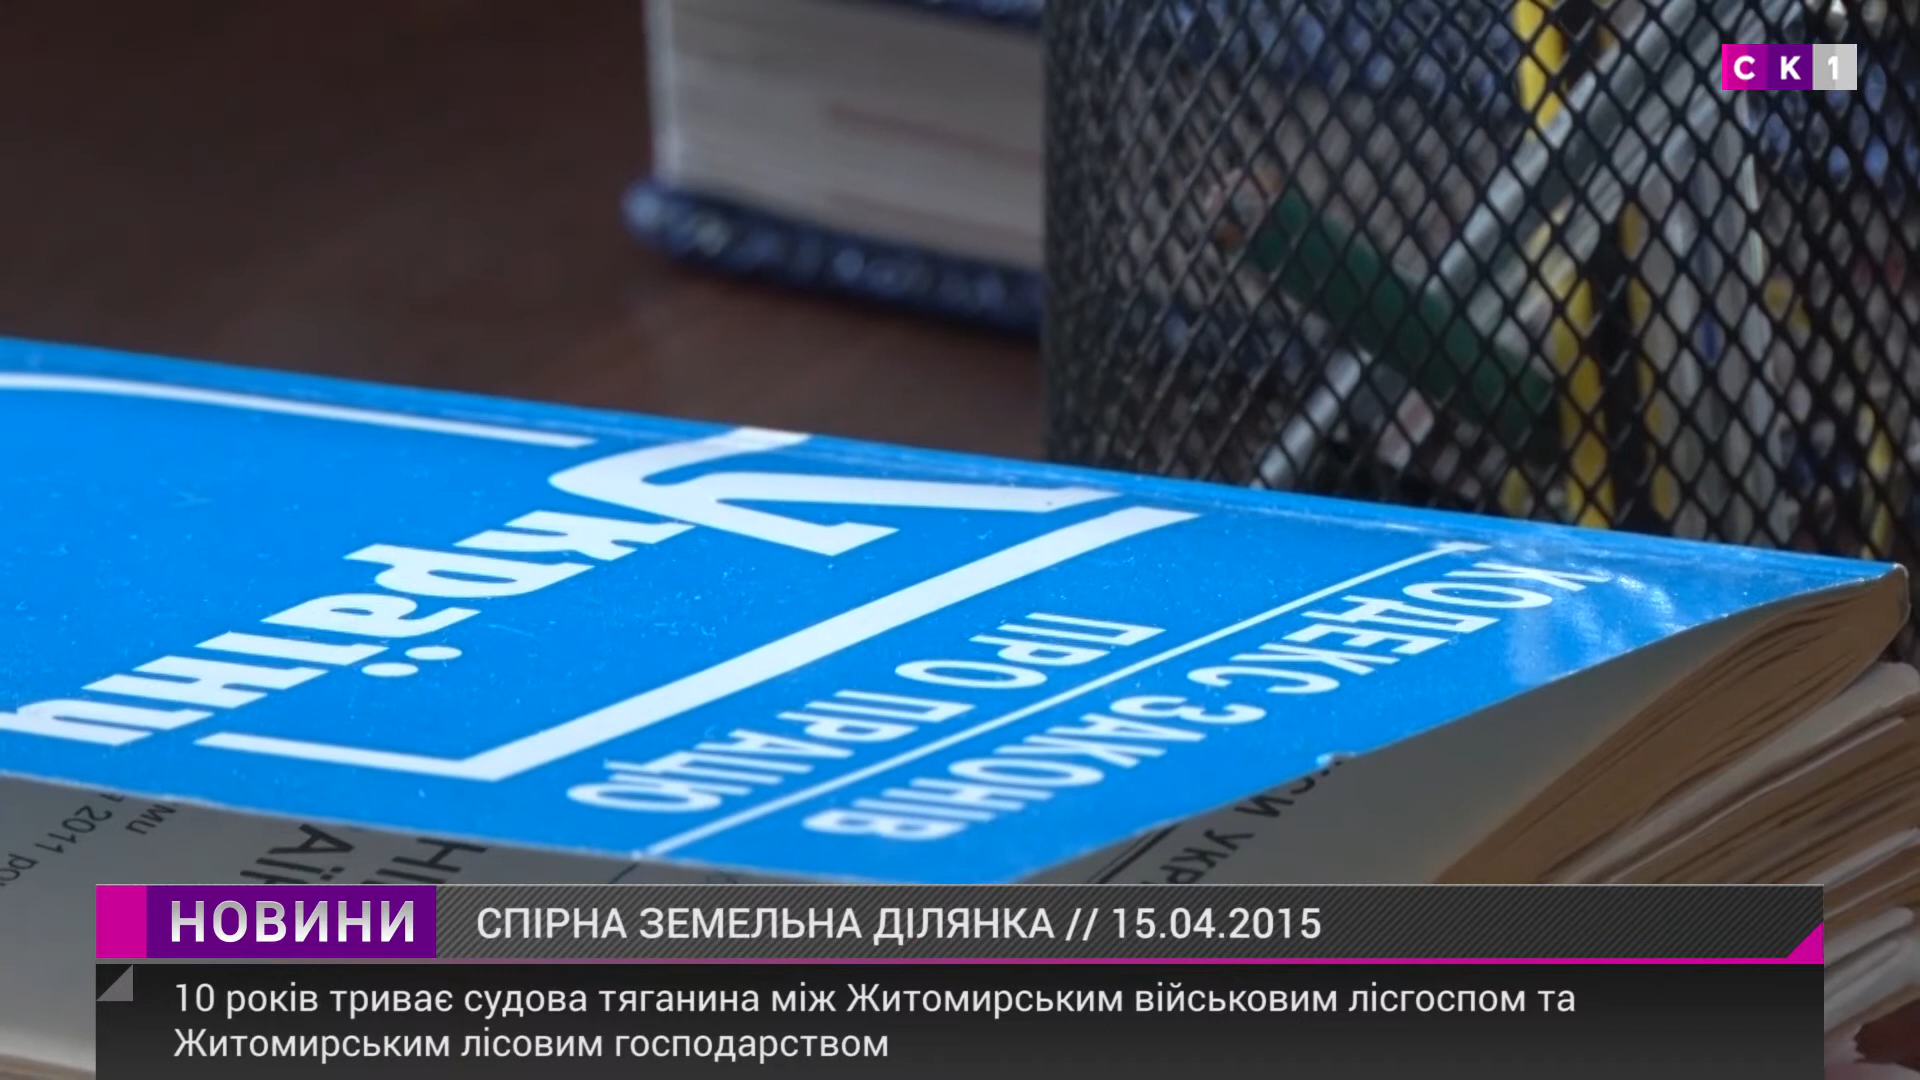 СК1
України
КОДЕКС ЗАКОНІВ
ПРО ПРАЦЮ
2011
НОВИНИ
СПІРНА ЗЕМЕЛЬНА ДІЛЯНКА // 15.04.2015
10 років триває судова тяганина між Житомирським військовим лісгоспом та
Житомирським лісовим господарством